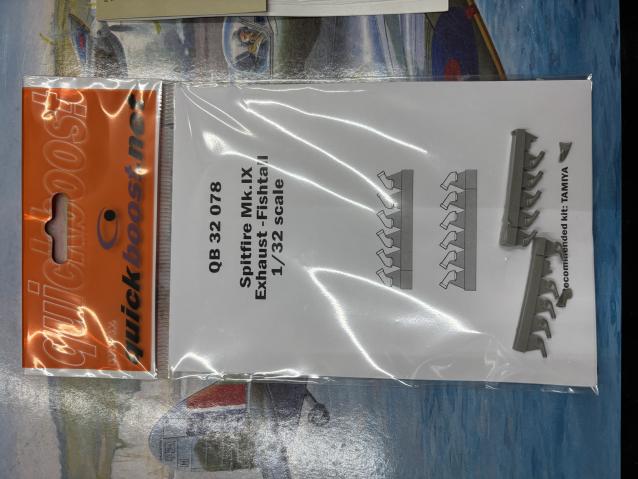 quickboost
quickboost.net
QB 32 078
Spitfire Mk.IX
Exhaust -Fishtail
1/32 scale
recommended kit: TAMIYA